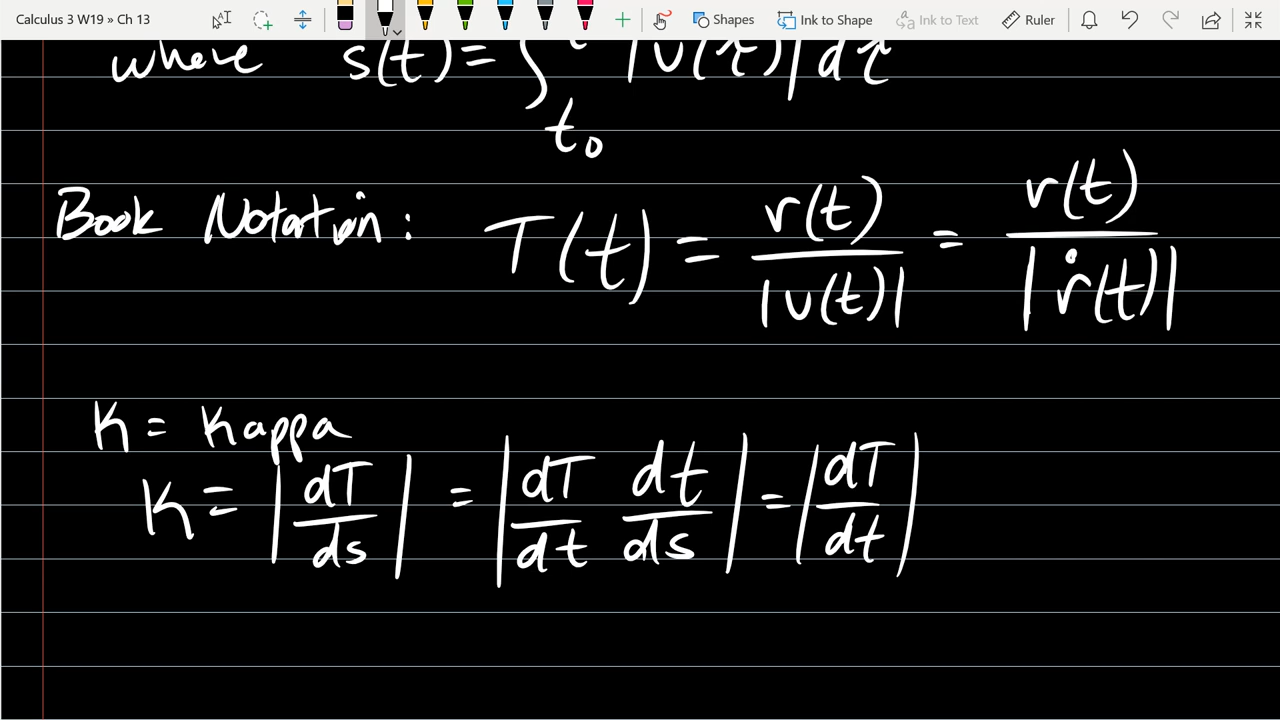 Calculus 3 W19 » Ch 13 Shapes Ink to Shape Ink to Text Ruler
where s(t) = ∫ t₀ |v(τ)| dτ
Book Notation: T(t) = r(t) / |v(t)| = r(t) / |ṙ(t)|
K = Kappa
K = |dT/ds| = |dT/dt dt/ds| = |dT/dt|